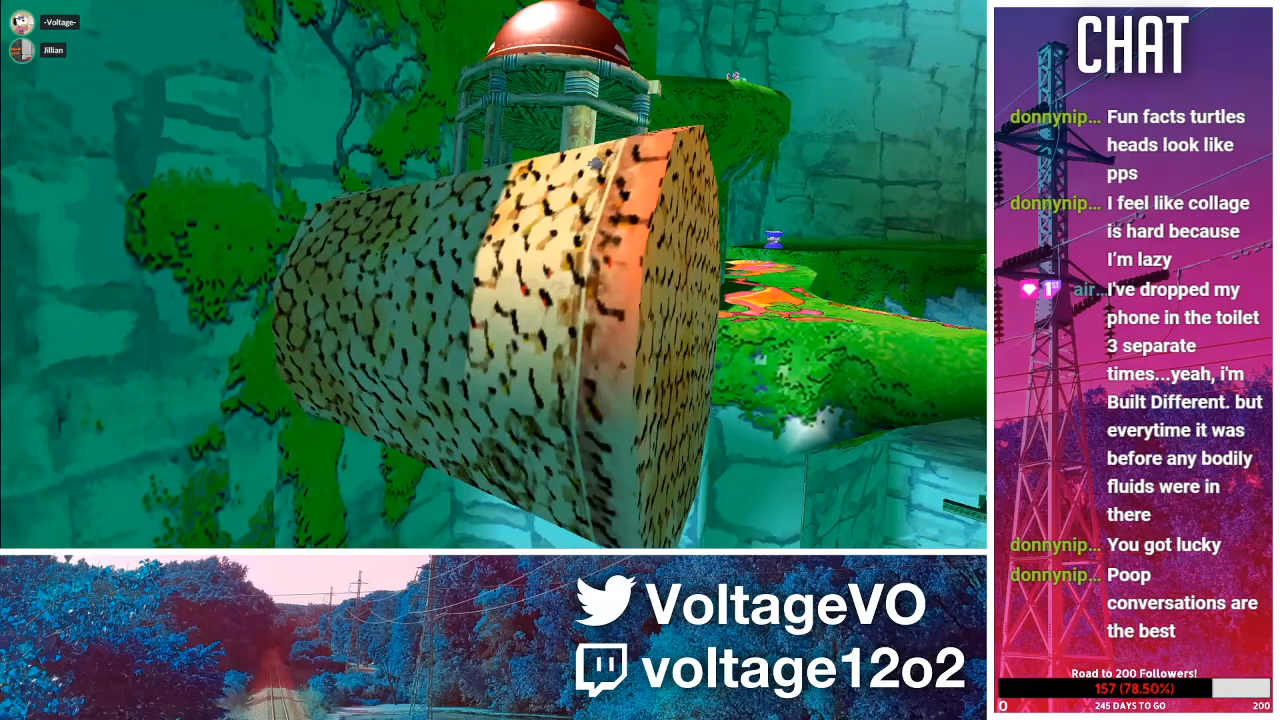 -Voltage-
Jillian
CHAT
donnynip... Fun facts turtles
heads look like
pps
donnynip... I feel like collage
is hard because
I'm lazy
1ST air... I've dropped my
phone in the toilet
3 separate
times...yeah, i'm
Built Different. but
everytime it was
before any bodily
fluids were in
there
donnynip... You got lucky
donnynip... Poop
conversations are
the best
Road to 200 Followers!
157 (78.50%)
0 245 DAYS TO GO 200
VoltageVO
voltage12o2